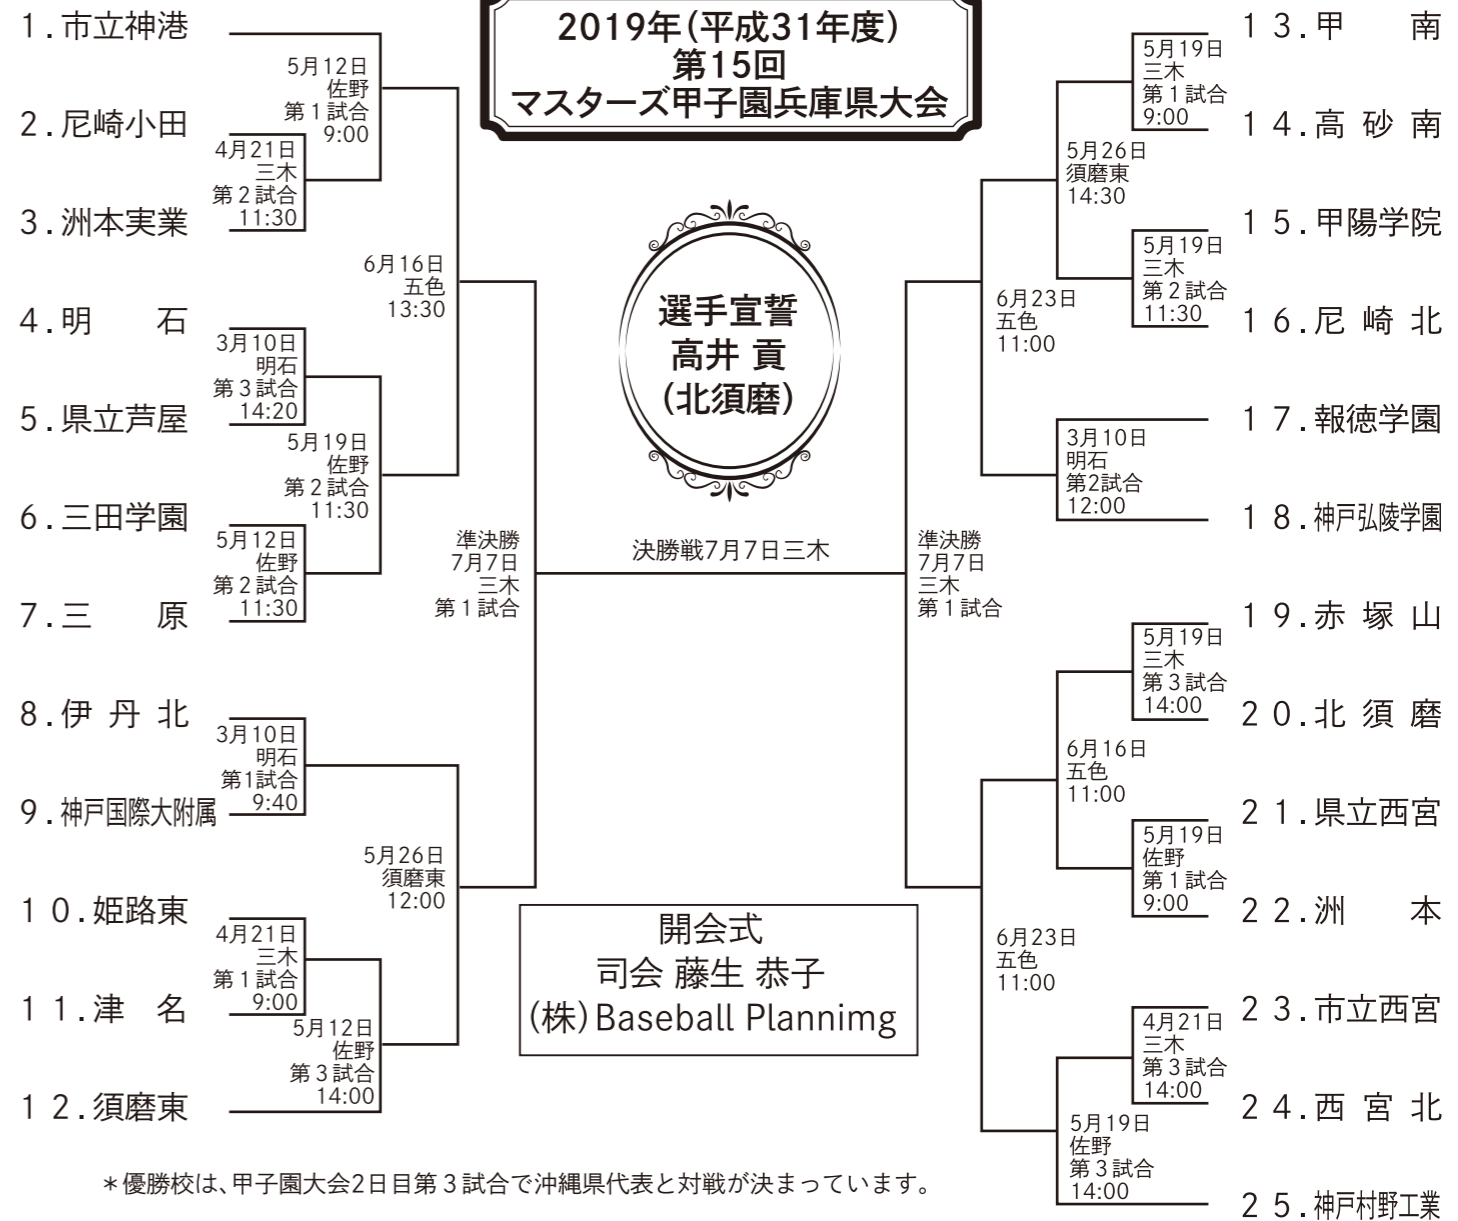 2019年(平成31年度)
第15回
マスターズ甲子園兵庫県大会
1.市立神港
5月12日
佐野
第1試合
9:00
2.尼崎小田
4月21日
三木
第2試合
11:30
3.洲本実業
6月16日
五色
13:30
4.明 石
3月10日
明石
第3試合
14:20
5.県立芦屋
5月19日
佐野
第2試合
11:30
6.三田学園
5月12日
佐野
第2試合
11:30
7.三 原
準決勝
7月7日
三木
第1試合
8.伊丹北
3月10日
明石
第1試合
9:40
9.神戸国際大附属
5月26日
須磨東
12:00
10.姫路東
4月21日
三木
第1試合
9:00
11.津 名
5月12日
佐野
第3試合
14:00
12.須磨東
選手宣誓
高井 貢
(北須磨)
決勝戦7月7日三木
開会式
司会 藤生 恭子
(株)Baseball Plannimg
13.甲 南
5月19日
三木
第1試合
9:00
14.高砂南
5月26日
須磨東
14:30
15.甲陽学院
5月19日
三木
第2試合
11:30
16.尼崎北
6月23日
五色
11:00
17.報徳学園
3月10日
明石
第2試合
12:00
18.神戸弘陵学園
準決勝
7月7日
三木
第1試合
19.赤塚山
5月19日
三木
第3試合
14:00
20.北須磨
6月16日
五色
11:00
21.県立西宮
5月19日
佐野
第1試合
9:00
22.洲 本
6月23日
五色
11:00
23.市立西宮
4月21日
三木
第3試合
14:00
24.西宮北
5月19日
佐野
第3試合
14:00
25.神戸村野工業
*優勝校は、甲子園大会2日目第3試合で沖縄県代表と対戦が決まっています。